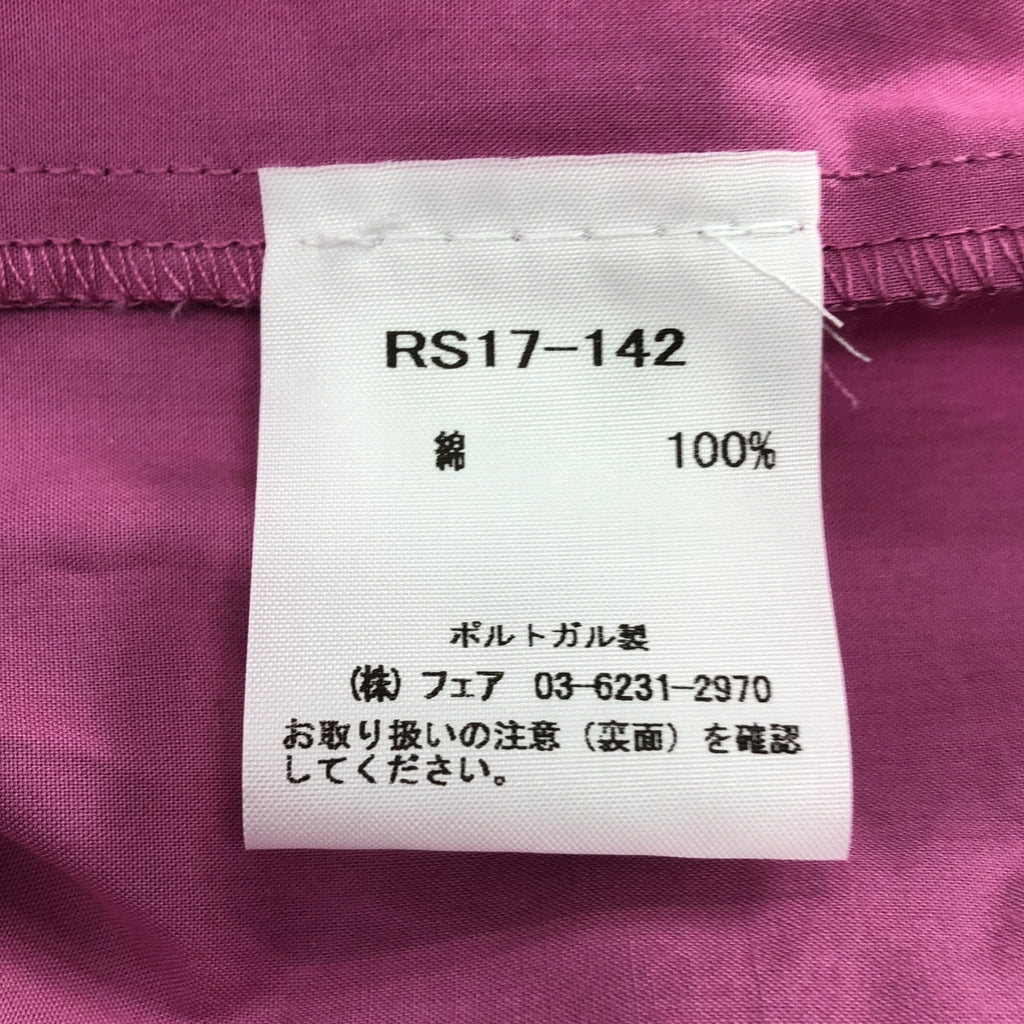 RS17-142
綿 100%
ポルトガル製
(株) フェア 03-6231-2970
お取り扱いの注意（裏面）を確認
してください。